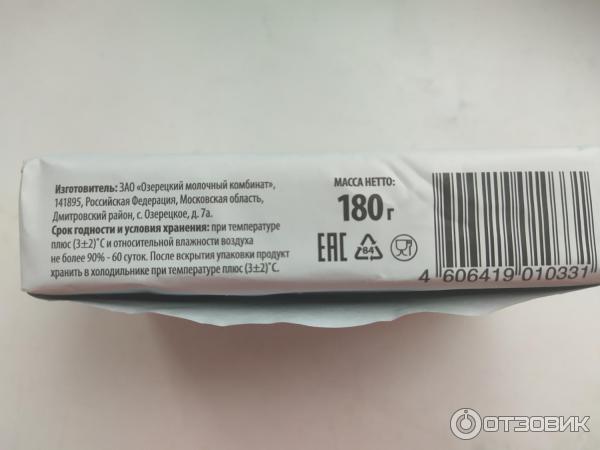 Изготовитель: ЗАО «Озерецкий молочный комбинат»,
141895, Российская Федерация, Московская область,
Дмитровский район, с. Озерецкое, д. 7а.
Срок годности и условия хранения: при температуре
плюс (3±2)˚С и относительной влажности воздуха
не более 90% - 60 суток. После вскрытия упаковки продукт
хранить в холодильнике при температуре плюс (3±2)˚С.
МАССА НЕТТО:
180 г
EAC
84
4 606419 010331
ОТЗОВИК